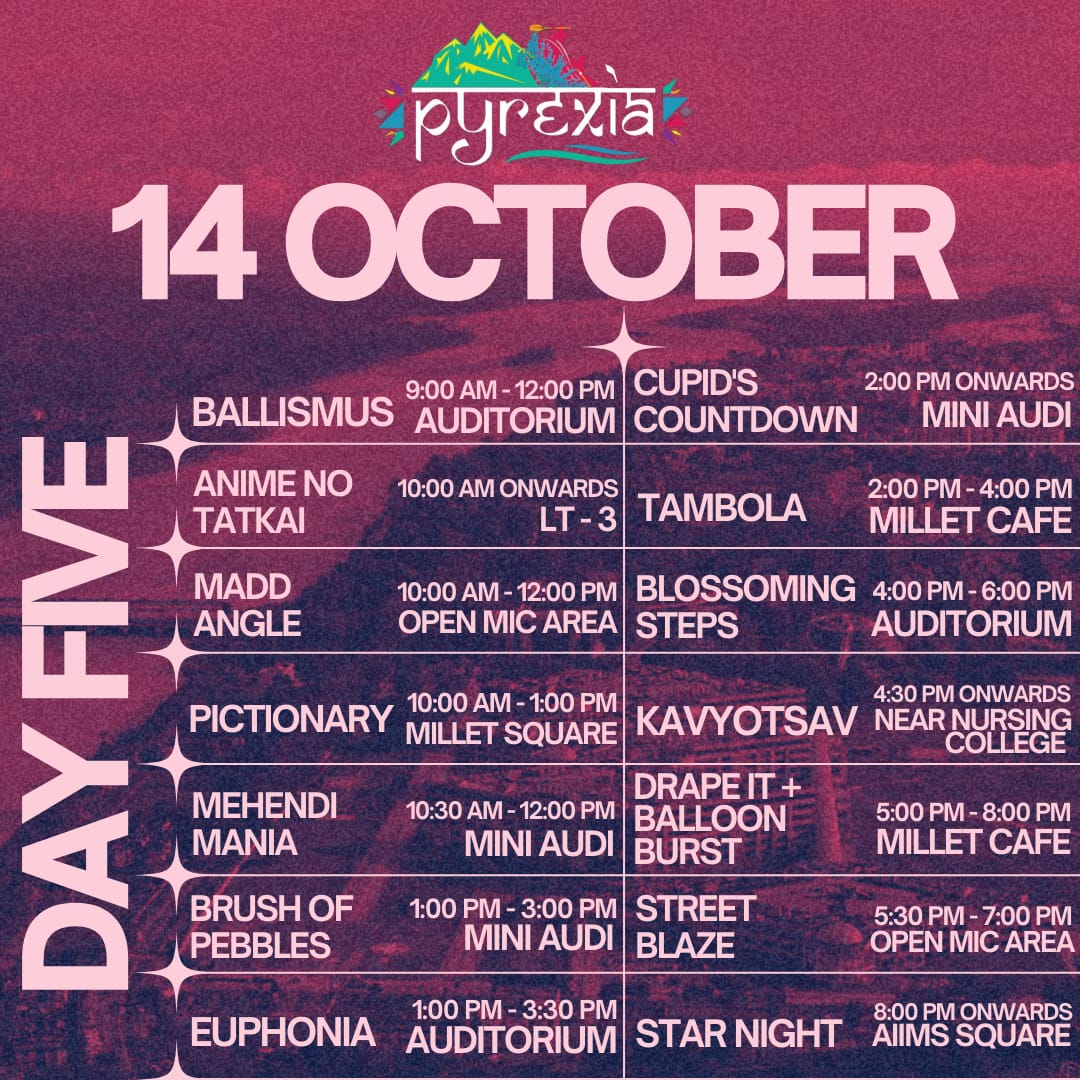 pyrexia
14 OCTOBER
DAY FIVE
BALLISMUS
9:00 AM - 12:00 PM
AUDITORIUM
ANIME NO
TATKAI
10:00 AM ONWARDS
LT - 3
MADD
ANGLE
10:00 AM - 12:00 PM
OPEN MIC AREA
PICTIONARY
10:00 AM - 1:00 PM
MILLET SQUARE
MEHENDI
MANIA
10:30 AM - 12:00 PM
MINI AUDI
BRUSH OF
PEBBLES
1:00 PM - 3:00 PM
MINI AUDI
EUPHONIA
1:00 PM - 3:30 PM
AUDITORIUM
CUPID'S
COUNTDOWN
2:00 PM ONWARDS
MINI AUDI
TAMBOLA
2:00 PM - 4:00 PM
MILLET CAFE
BLOSSOMING
STEPS
4:00 PM - 6:00 PM
AUDITORIUM
KAVYOTSAV
4:30 PM ONWARDS
NEAR NURSING
COLLEGE
DRAPE IT +
BALLOON
BURST
5:00 PM - 8:00 PM
MILLET CAFE
STREET
BLAZE
5:30 PM - 7:00 PM
OPEN MIC AREA
STAR NIGHT
8:00 PM ONWARDS
AIIMS SQUARE